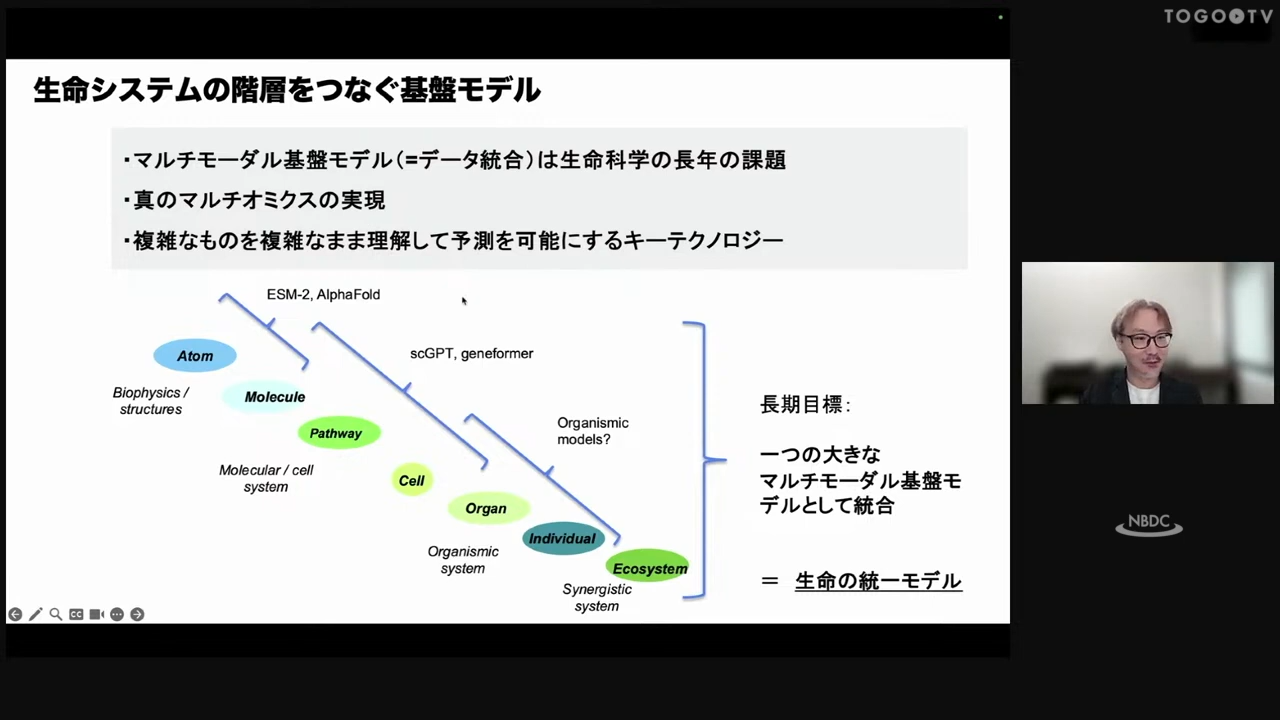 TOGOTV
生命システムの階層をつなぐ基盤モデル
・マルチモーダル基盤モデル（=データ統合）は生命科学の長年の課題
・真のマルチオミクスの実現
・複雑なものを複雑なまま理解して予測を可能にするキーテクノロジー
ESM-2, AlphaFold
scGPT, geneformer
Organismic
models?
Atom
Biophysics /
structures
Molecule
Pathway
Molecular / cell
system
Cell
Organ
Organismic
system
Individual
Ecosystem
Synergistic
system
長期目標：
一つの大きな
マルチモーダル基盤モ
デルとして統合
＝ 生命の統一モデル
CC
NBDC